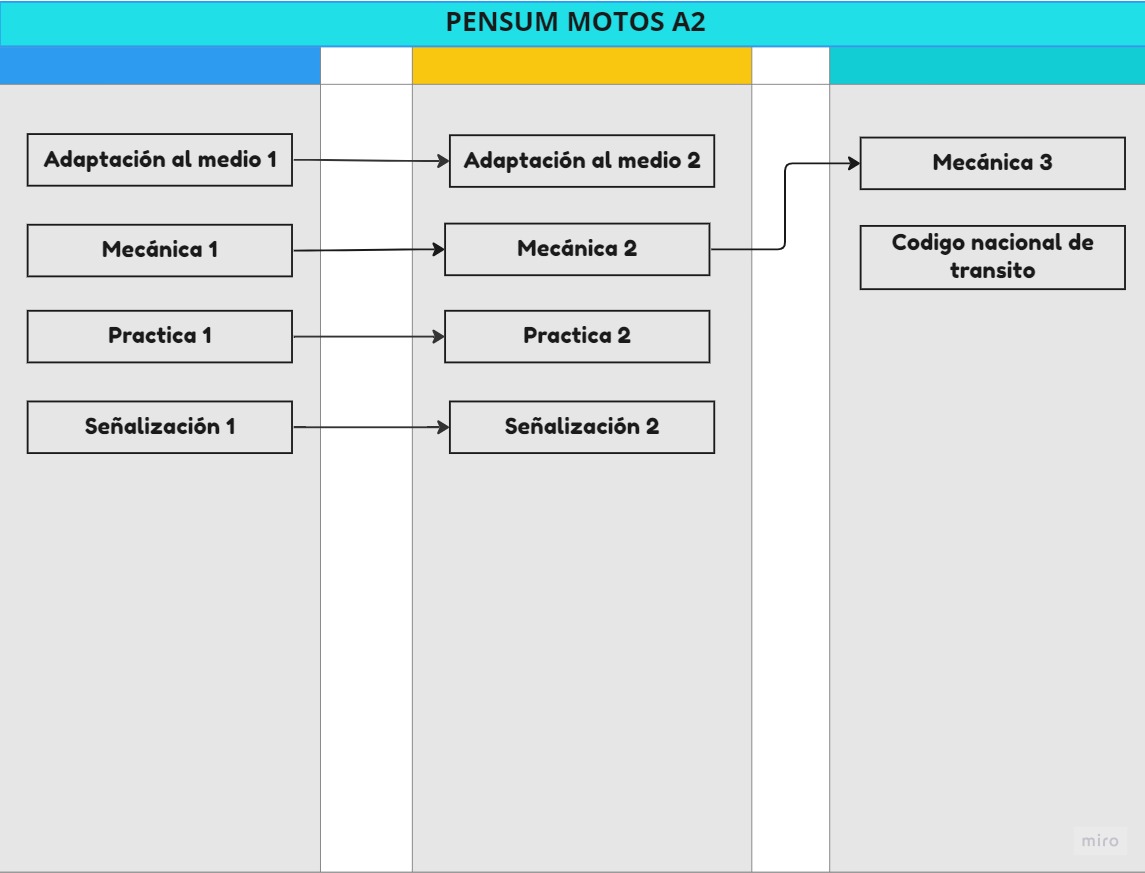 PENSUM MOTOS A2
Adaptación al medio 1
Adaptación al medio 2
Mecánica 3
Mecánica 1
Mecánica 2
Codigo nacional de
transito
Practica 1
Practica 2
Señalización 1
Señalización 2
miro